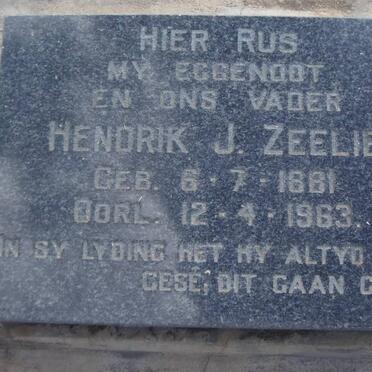 HIER RUS
MY EGGENOOT
EN ONS VADER
HENDRIK J. ZEELIE
GEB. 6-7-1881
OORL. 12-4-1963.
IN SY LYDING HET HY ALTYD
GESÊ, DIT GAAN G